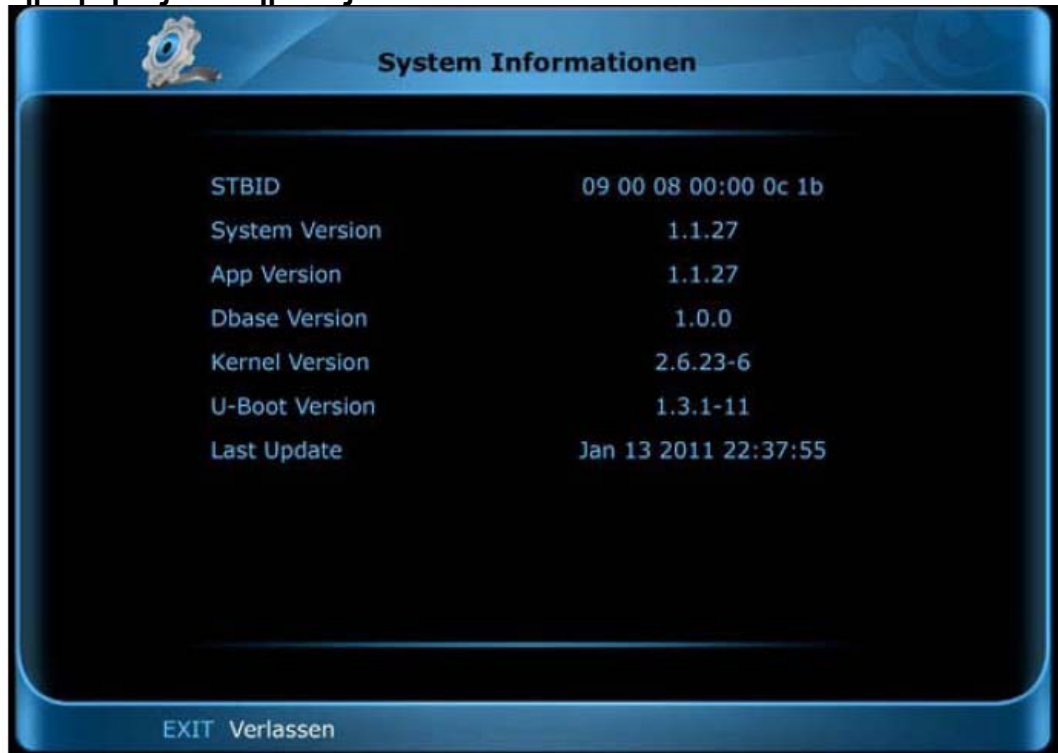 System Informationen
STBID 09 00 08 00:00 0c 1b
System Version 1.1.27
App Version 1.1.27
Dbase Version 1.0.0
Kernel Version 2.6.23-6
U-Boot Version 1.3.1-11
Last Update Jan 13 2011 22:37:55
EXIT Verlassen